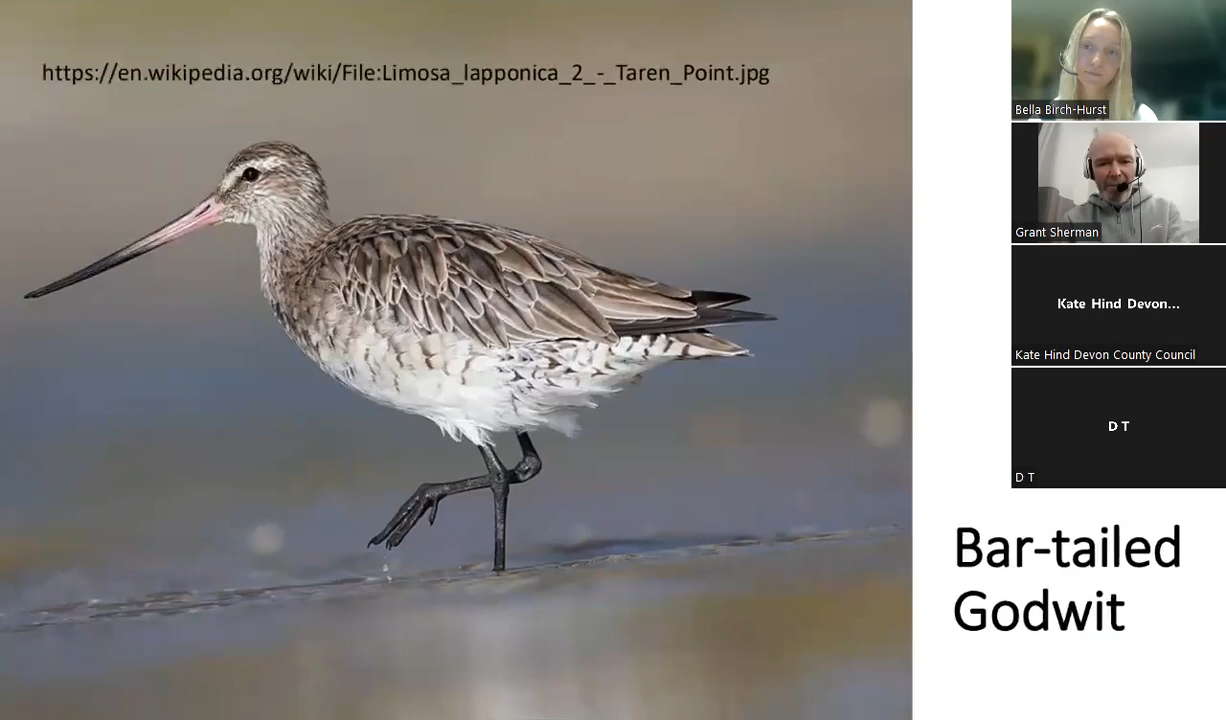 https://en.wikipedia.org/wiki/File:Limosa_lapponica_2_-_Taren_Point.jpg
Bella Birch-Hurst
Grant Sherman
Kate Hind Devon...
Kate Hind Devon County Council
D T
D T
Bar-tailed
Godwit